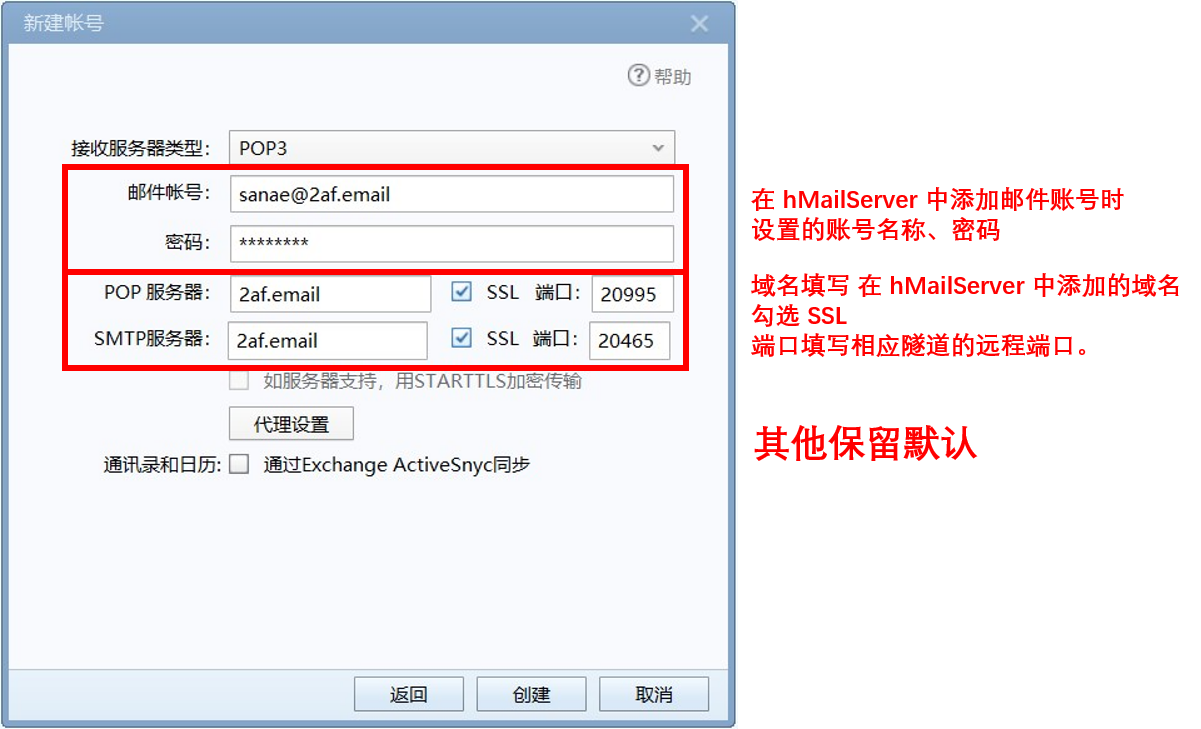 新建帐号
?帮助
接收服务器类型: POP3
邮件帐号: sanae@2af.email
密码: ********
POP 服务器: 2af.email SSL 端口: 20995
SMTP服务器: 2af.email SSL 端口: 20465
如服务器支持，用STARTTLS加密传输
代理设置
通讯录和日历: 通过Exchange ActiveSnyc同步
返回 创建 取消
在 hMailServer 中添加邮件账号时
设置的账号名称、密码
域名填写 在 hMailServer 中添加的域名
勾选 SSL
端口填写相应隧道的远程端口。
其他保留默认